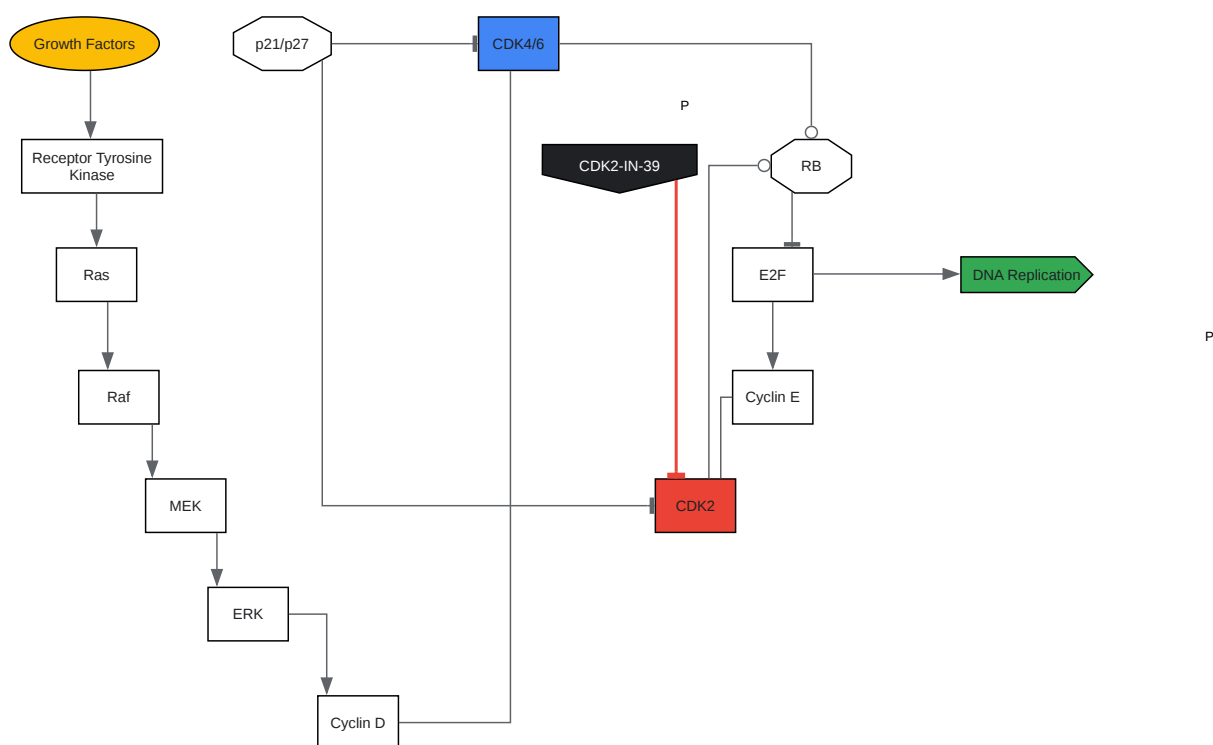 Growth Factors
p21/p27
CDK4/6
P
Receptor Tyrosine
Kinase
CDK2-IN-39
RB
Ras
E2F
DNA Replication
P
Raf
Cyclin E
MEK
CDK2
ERK
Cyclin D